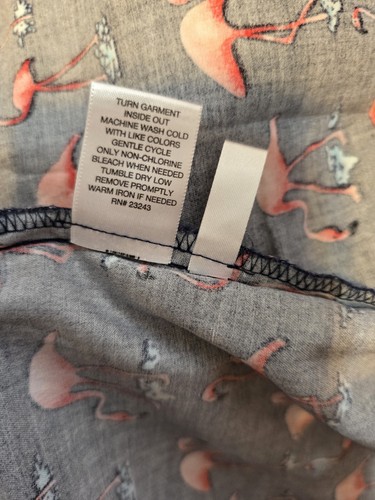 TURN GARMENT
INSIDE OUT
MACHINE WASH COLD
WITH LIKE COLORS
GENTLE CYCLE
ONLY NON-CHLORINE
BLEACH WHEN NEEDED
TUMBLE DRY LOW
REMOVE PROMPTLY
WARM IRON IF NEEDED
RN# 23243